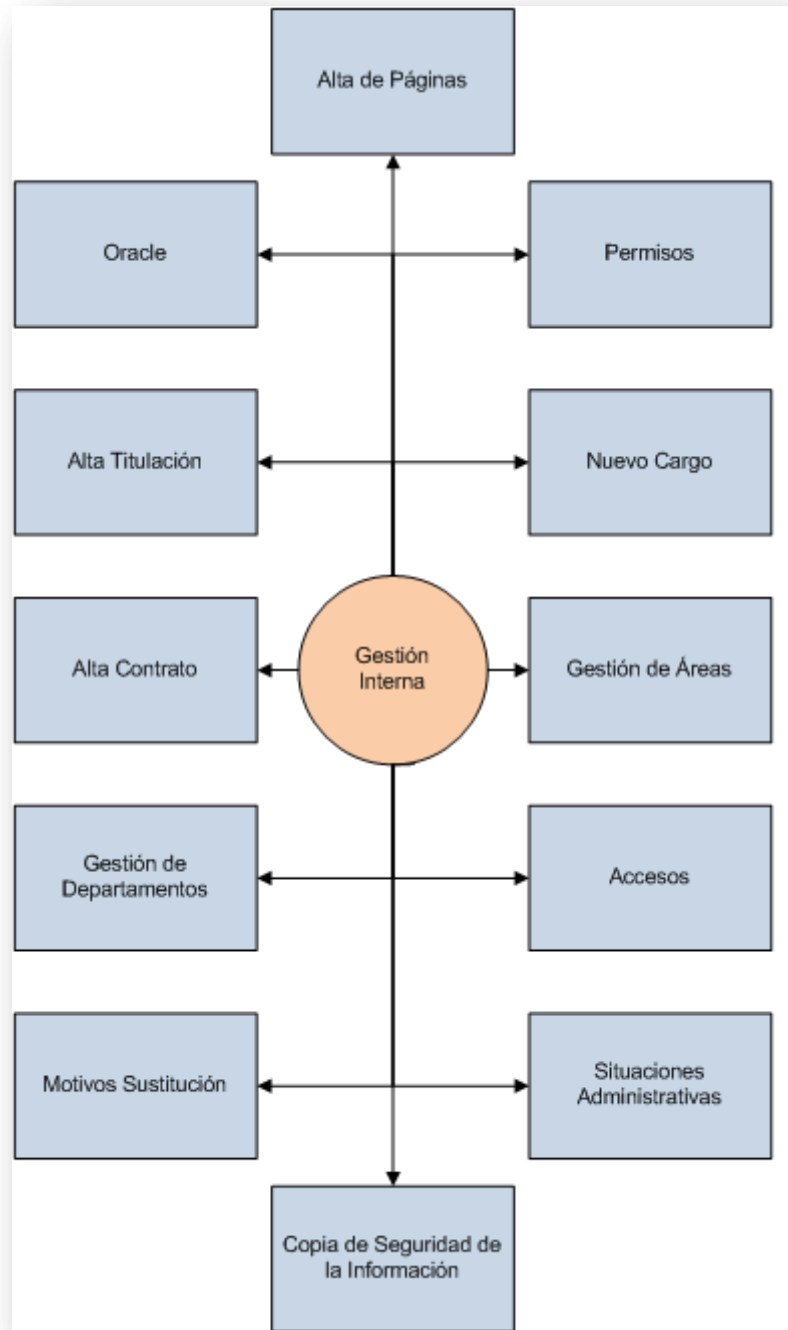 Alta de Páginas
Oracle
Permisos
Alta Titulación
Nuevo Cargo
Alta Contrato
Gestión
Interna
Gestión de Áreas
Gestión de
Departamentos
Accesos
Motivos Sustitución
Situaciones
Administrativas
Copia de Seguridad de
la Información